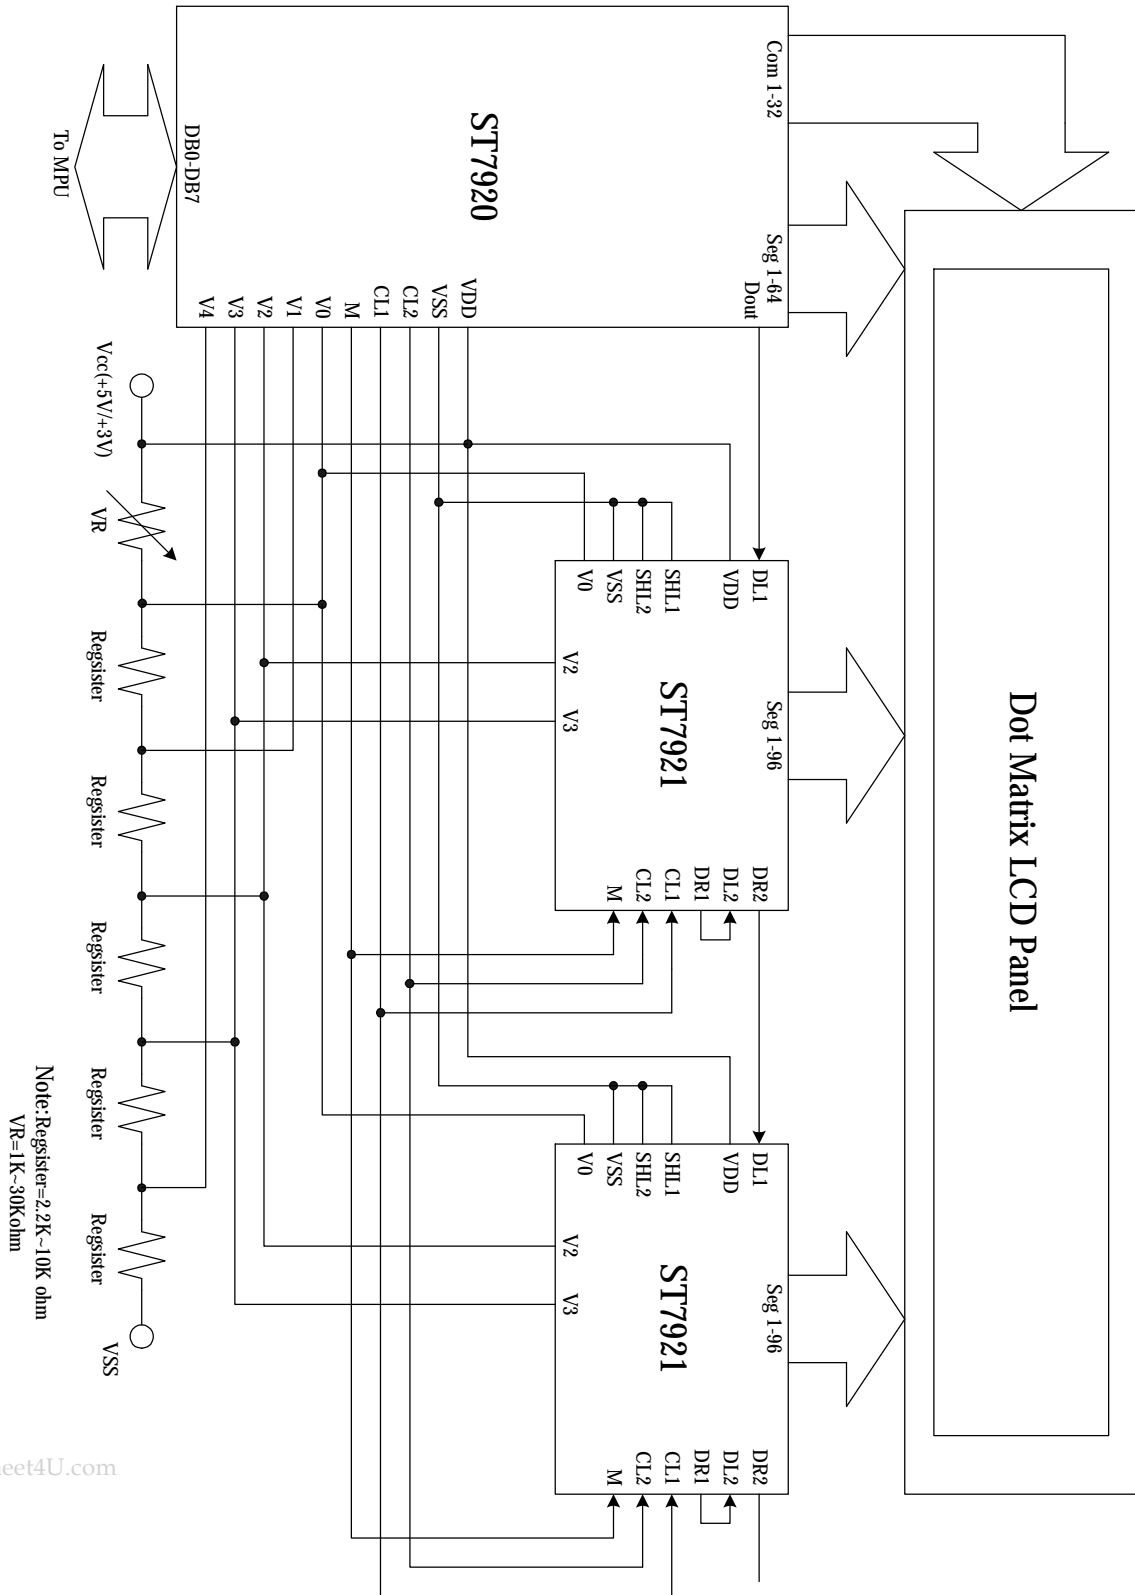 Dot Matrix LCD Panel
Com 1-32
Seg 1-64
Dout
ST7920
DB0-DB7
To MPU
VDD
VSS
CL2
CL1
M
V0
V1
V2
V3
V4
DL1
VDD
SHL1
SHL2
VSS
V0
V2
V3
ST7921
Seg 1-96
DR2
DL2
DR1
CL1
CL2
M
DL1
VDD
SHL1
SHL2
VSS
V0
V2
V3
ST7921
Seg 1-96
DR2
DL2
DR1
CL1
CL2
M
Vcc(+5V/+3V)
VR
Regsister
Regsister
Regsister
Regsister
Regsister
VSS
Note:Regsister=2.2K~10K ohm
VR=1K~30Kohm
eet4U.com